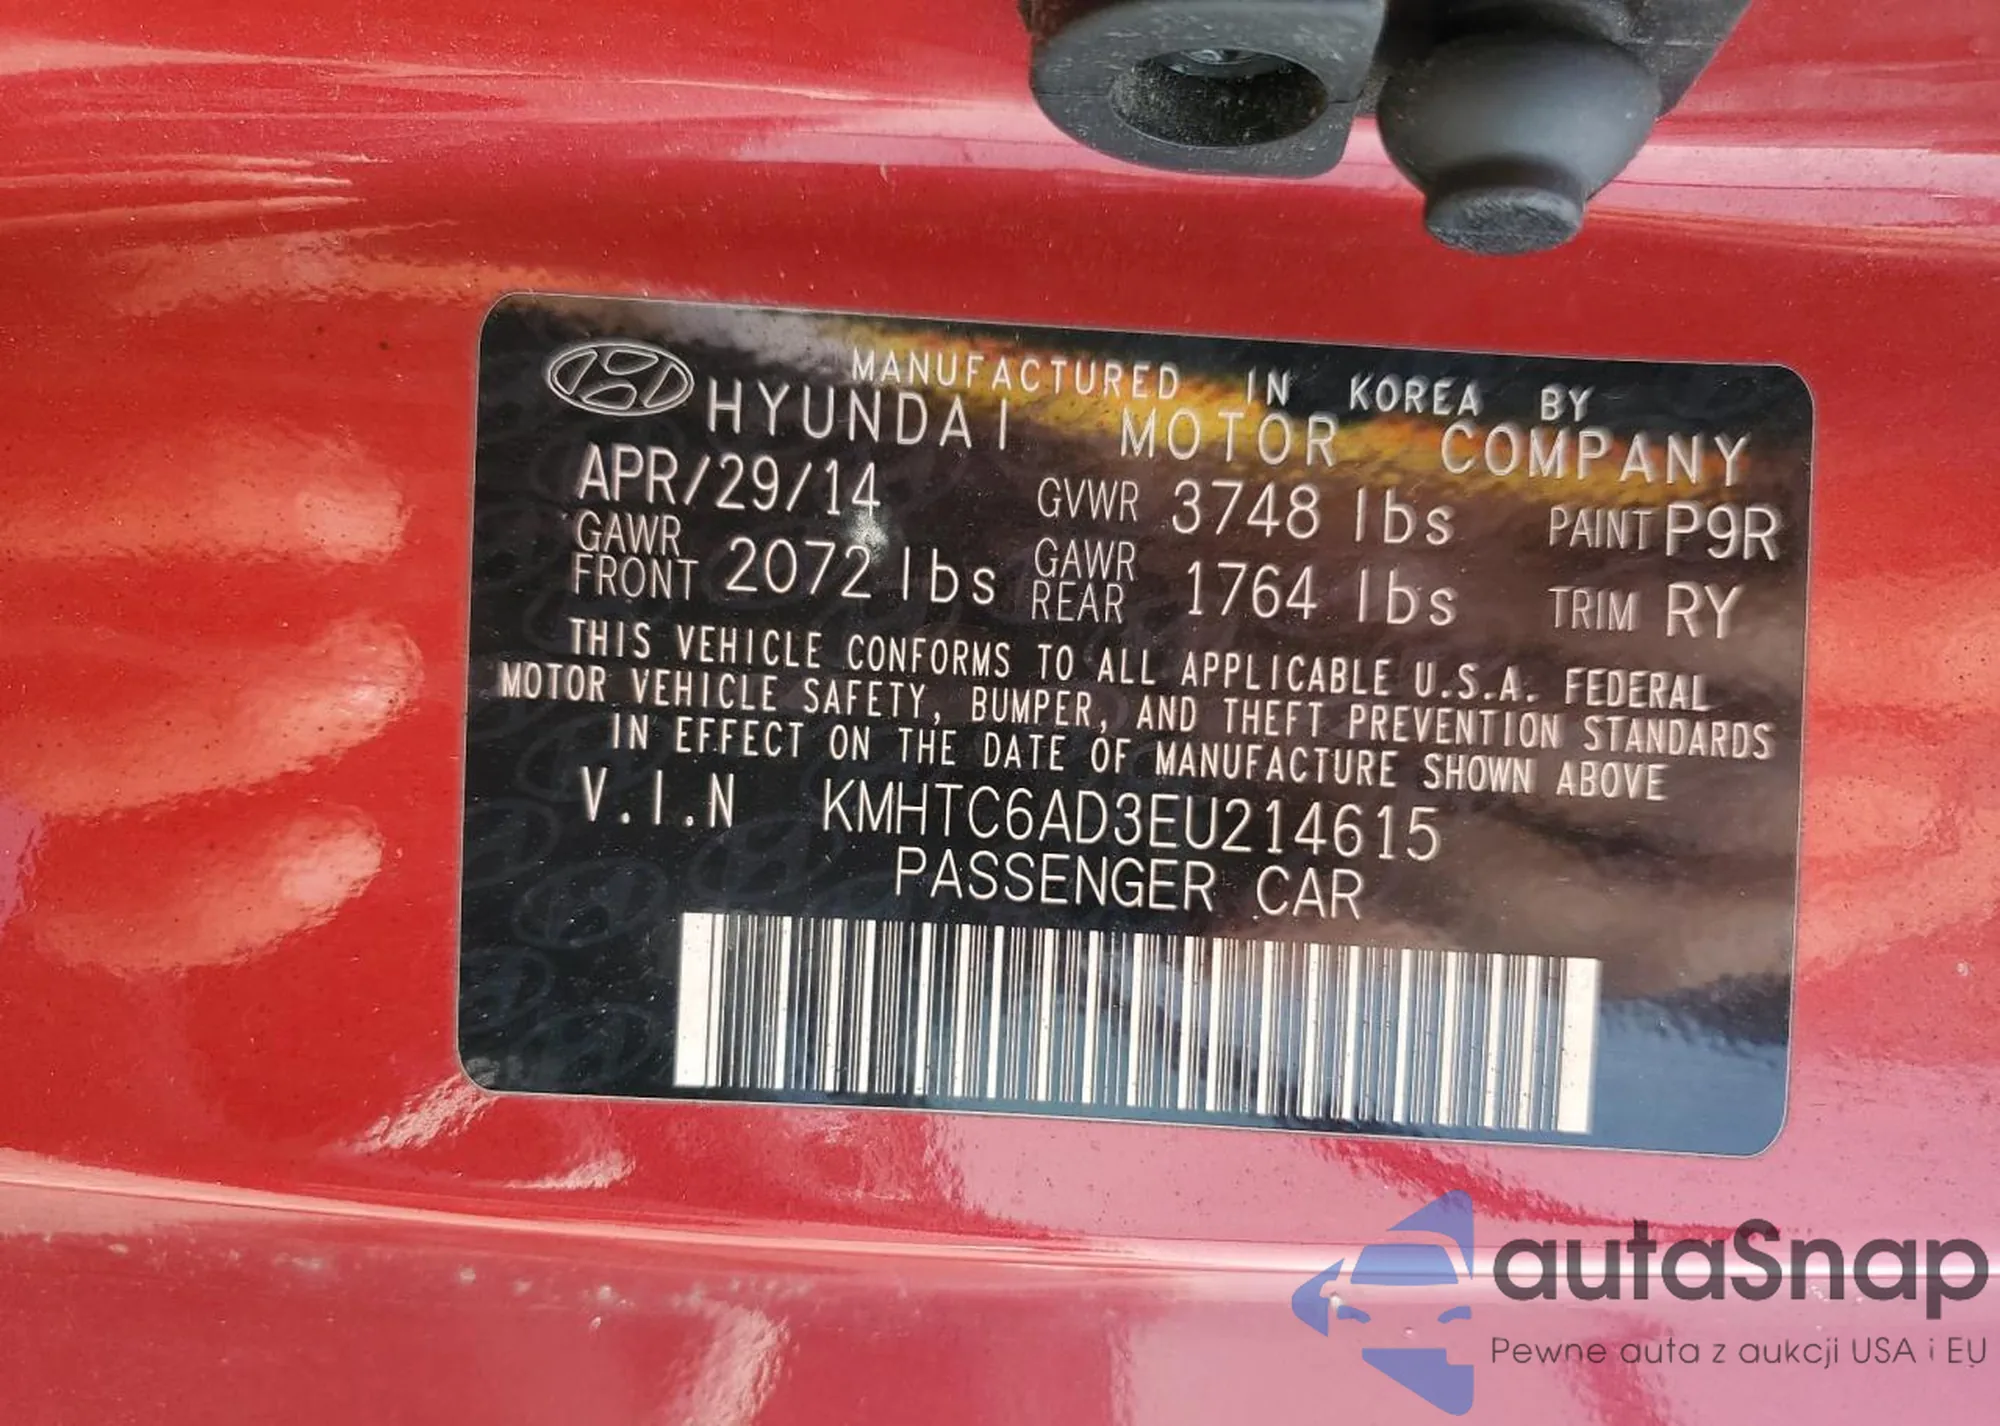 MANUFACTURED IN KOREA BY
HYUNDAI MOTOR COMPANY
APR/29/14 GVWR 3748 lbs PAINT P9R
GAWR FRONT 2072 lbs GAWR REAR 1764 lbs TRIM RY
THIS VEHICLE CONFORMS TO ALL APPLICABLE U.S.A. FEDERAL
MOTOR VEHICLE SAFETY, BUMPER, AND THEFT PREVENTION STANDARDS
IN EFFECT ON THE DATE OF MANUFACTURE SHOWN ABOVE
V.I.N KMHTC6AD3EU214615
PASSENGER CAR
autaSnap
Pewne auta z aukcji USA i EU